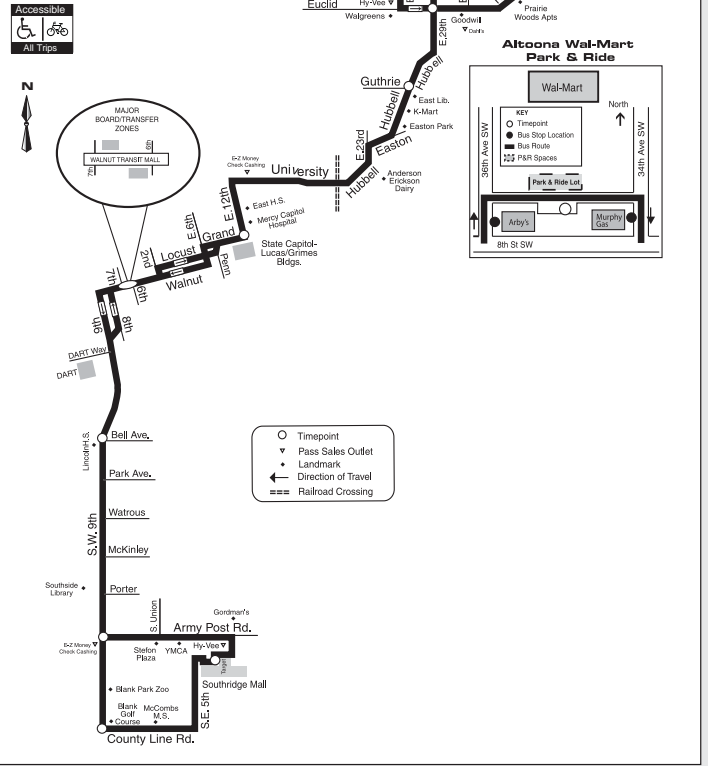 Accessible
All Trips
N
Euclid
Hy-Vee
Walgreens
Goodwil
Dahl's
Prairie
Woods Apts
E.29th
Hubbell
Guthrie
Hubbell
East Lib.
K-Mart
Easton Park
Easton
E.23rd
Hubbell
Anderson
Erickson
Dairy
University
E-Z Money
Check Cashing
E.12th
East H.S.
Mercy Capitol
Hospital
Grand
E.6th
State Capitol-
Lucas/Grimes
Bldgs.
Penn
Locust
2nd
Walnut
MAJOR
BOARD/TRANSFER
ZONES
6th
WALNUT TRANSIT MALL
7th
7th
6th
9th
8th
DART Way
DART
Bell Ave.
Lincoln H.S.
Park Ave.
Watrous
S.W. 9th
McKinley
Southside
Library
Porter
S. Union
Gordman's
Army Post Rd.
E-Z Money
Check Cashing
Stefon
Plaza
YMCA
Hy-Vee
Target
Southridge Mall
Blank Park Zoo
Blank
Golf
Course
McCombs
M.S.
S.E. 5th
County Line Rd.
Timepoint
Pass Sales Outlet
Landmark
Direction of Travel
Railroad Crossing
Altoona Wal-Mart
Park & Ride
Wal-Mart
North
KEY
Timepoint
Bus Stop Location
Bus Route
P&R Spaces
36th Ave SW
34th Ave SW
Park & Ride Lot
Arby's
Murphy
Gas
8th St SW